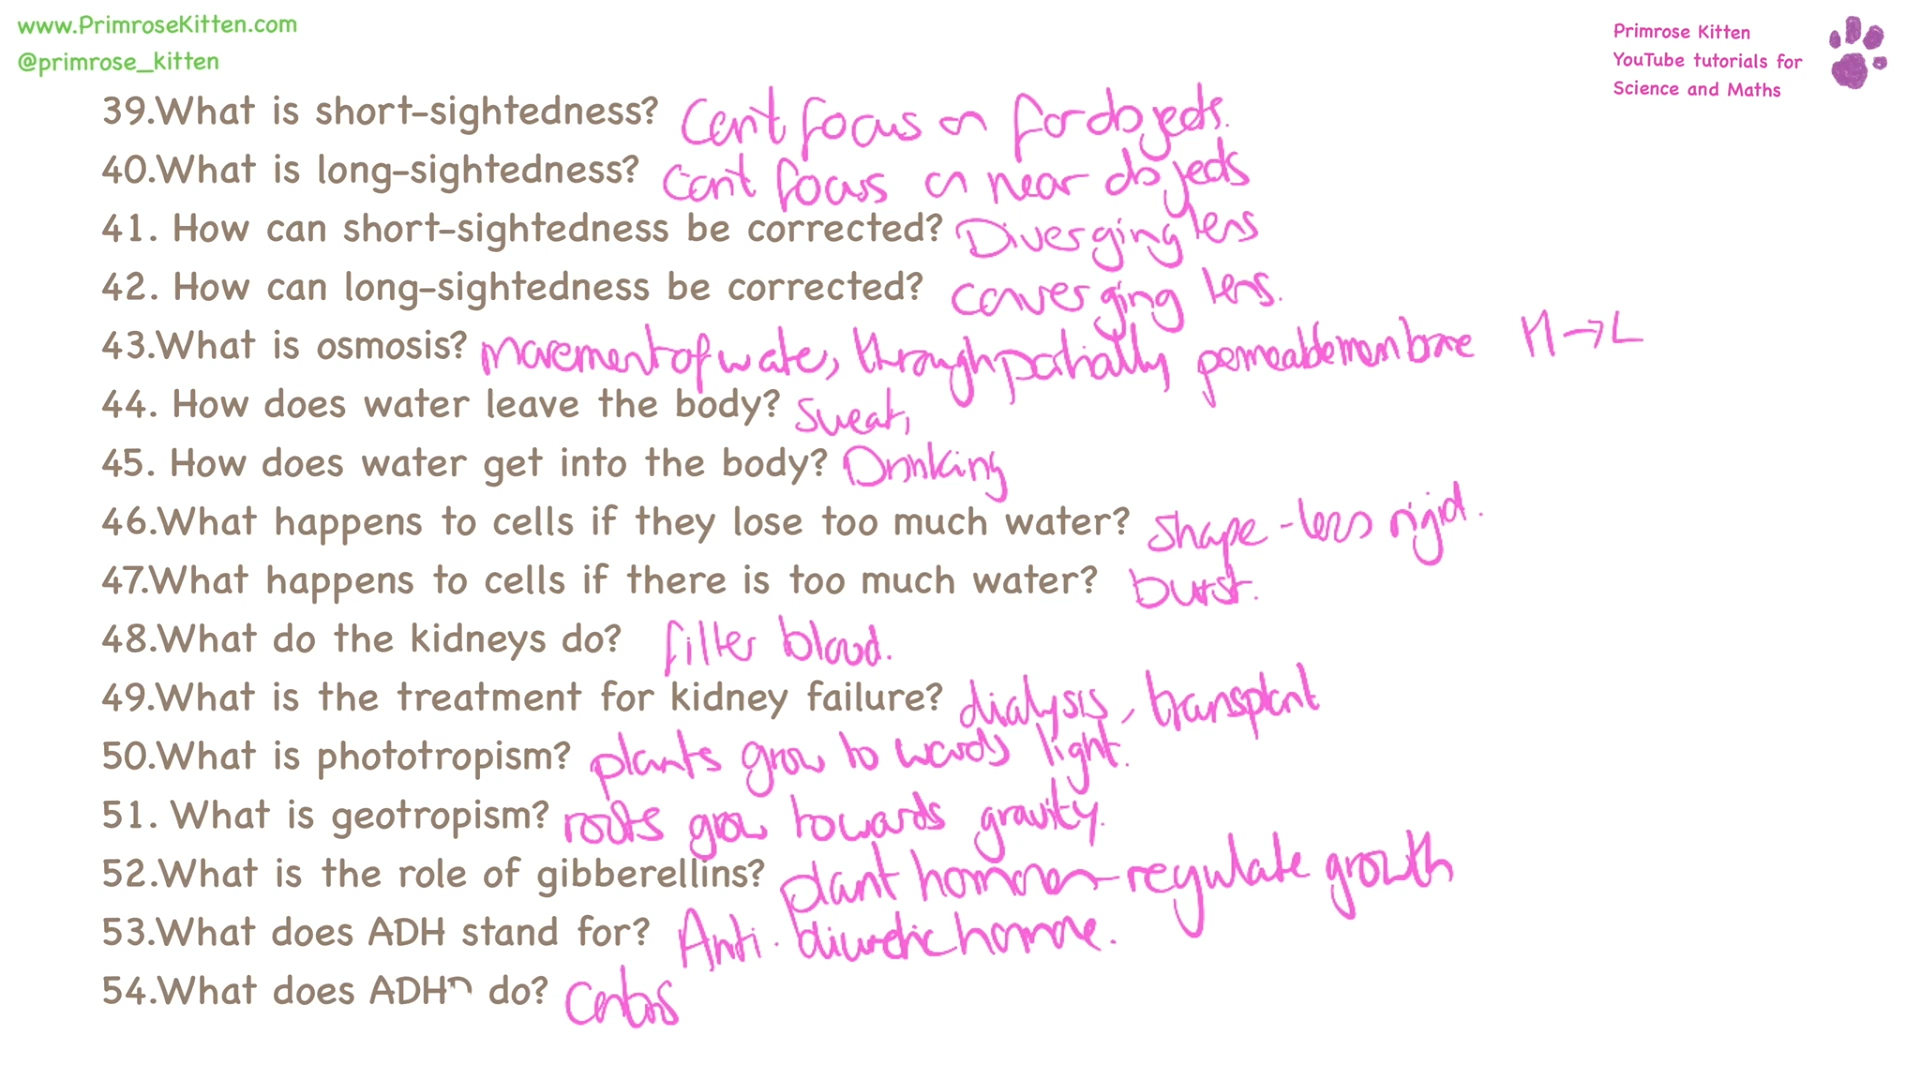 www.PrimroseKitten.com
@primrose_kitten
Primrose Kitten
YouTube tutorials for
Science and Maths
39.What is short-sightedness? Can't focus on far objects.
40.What is long-sightedness? Can't focus on near objects
41. How can short-sightedness be corrected? Diverging lens
42. How can long-sightedness be corrected? converging lens.
43.What is osmosis? movement of water, through partially permeable membrane H→L
44. How does water leave the body? sweat,
45. How does water get into the body? Drinking
46.What happens to cells if they lose too much water? shape - less rigid.
47.What happens to cells if there is too much water? burst.
48.What do the kidneys do? filter blood.
49.What is the treatment for kidney failure? dialysis, transplant
50.What is phototropism? plants grow towards light.
51. What is geotropism? roots grow towards gravity.
52.What is the role of gibberellins? plant hormone - regulate growth
53.What does ADH stand for? Anti-diuretic hormone.
54.What does ADH do? Controls